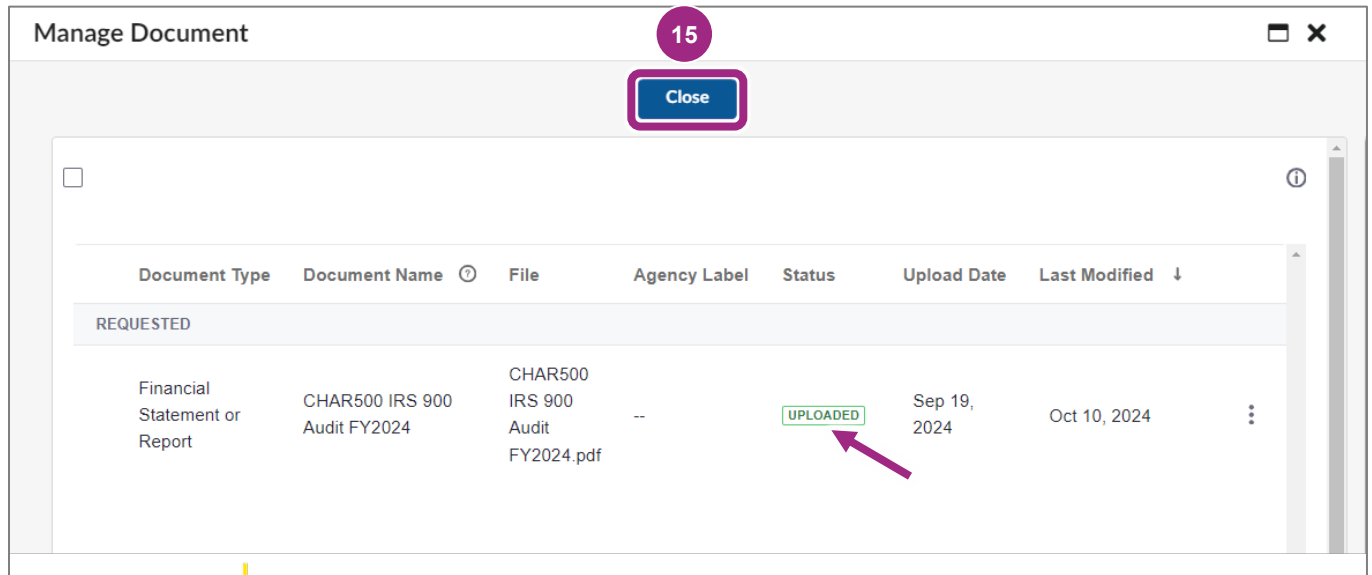 Manage Document
15
Close
Document Type Document Name File Agency Label Status Upload Date Last Modified
REQUESTED
Financial Statement or Report
CHAR500 IRS 900 Audit FY2024
CHAR500 IRS 900 Audit FY2024.pdf
--
UPLOADED
Sep 19, 2024
Oct 10, 2024